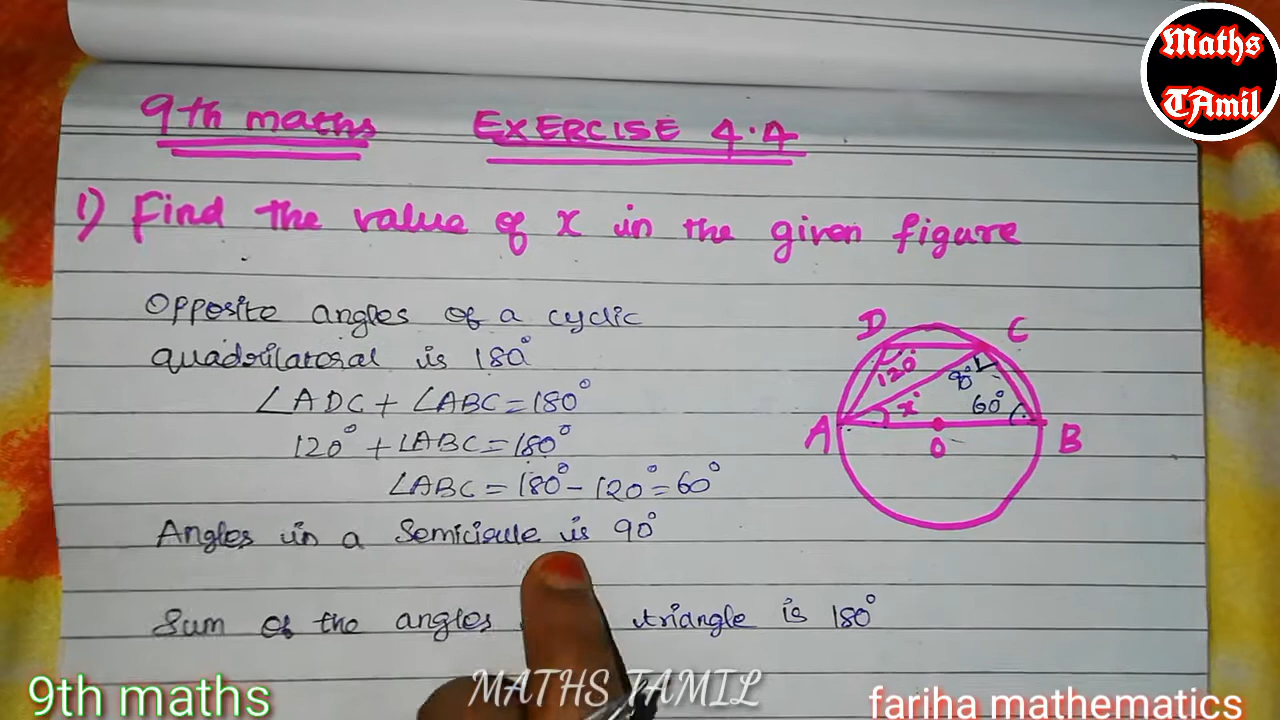 Maths
TAmil
9th maths EXERCISE 4.4
1) Find the value of x in the given figure
Opposite angles of a cyclic
quadrilateral is 180°
∠ADC + ∠ABC = 180°
120° + ∠ABC = 180°
∠ABC = 180° - 120° = 60°
Angles in a Semicircle is 90°
Sum of the angles triangle is 180°
D C
120° 90°
x° 60°
A O B
9th maths
MATHS TAMIL
fariha mathematics